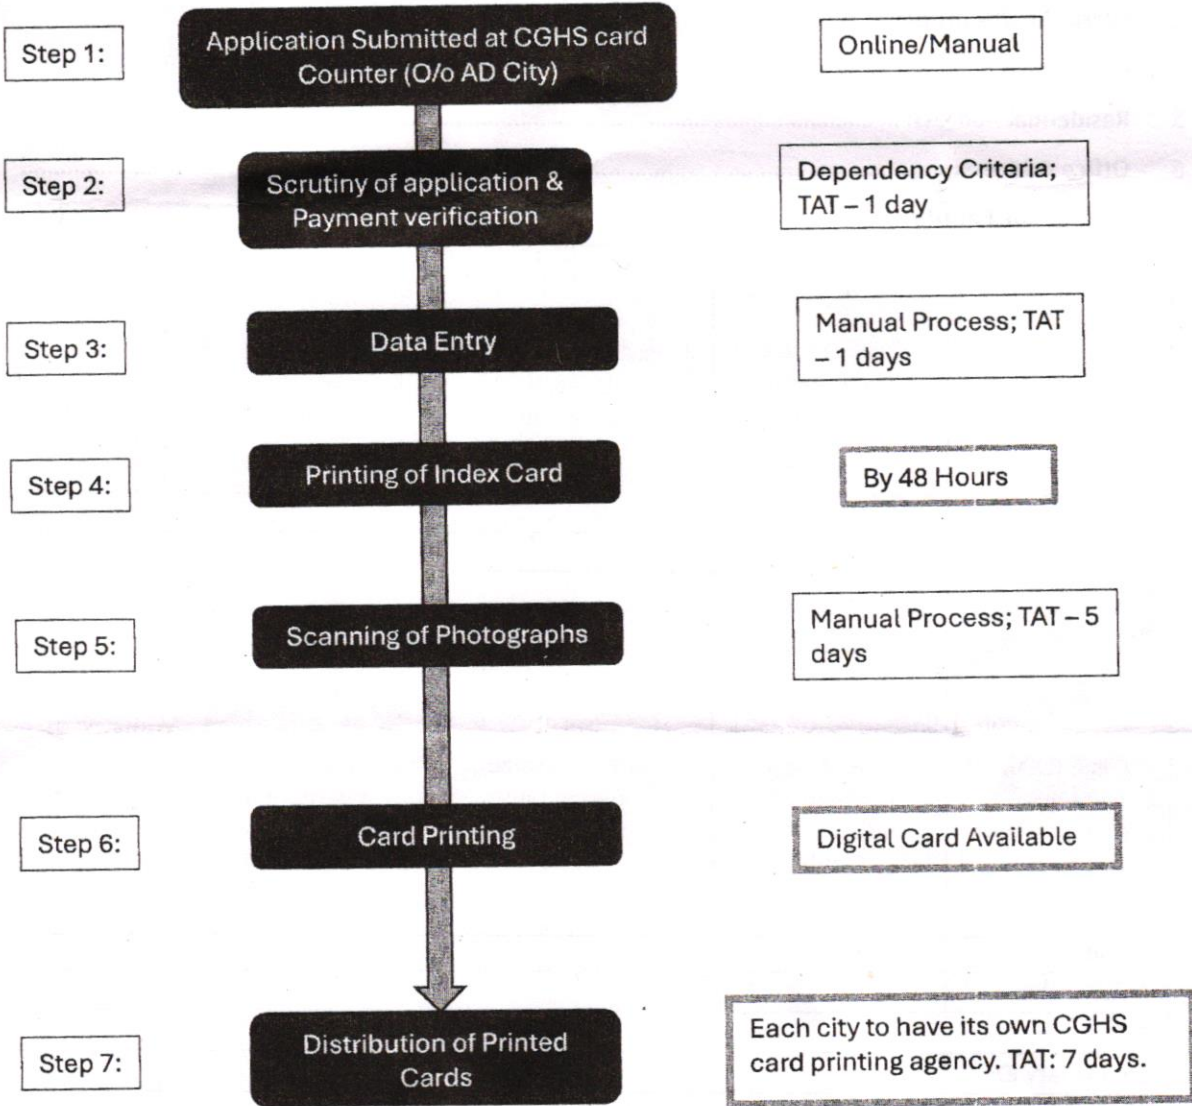 Step 1:
Application Submitted at CGHS card
Counter (O/o AD City)
Online/Manual
Step 2:
Scrutiny of application &
Payment verification
Dependency Criteria;
TAT – 1 day
Step 3:
Data Entry
Manual Process; TAT
– 1 days
Step 4:
Printing of Index Card
By 48 Hours
Step 5:
Scanning of Photographs
Manual Process; TAT – 5
days
Step 6:
Card Printing
Digital Card Available
Step 7:
Distribution of Printed
Cards
Each city to have its own CGHS
card printing agency. TAT: 7 days.